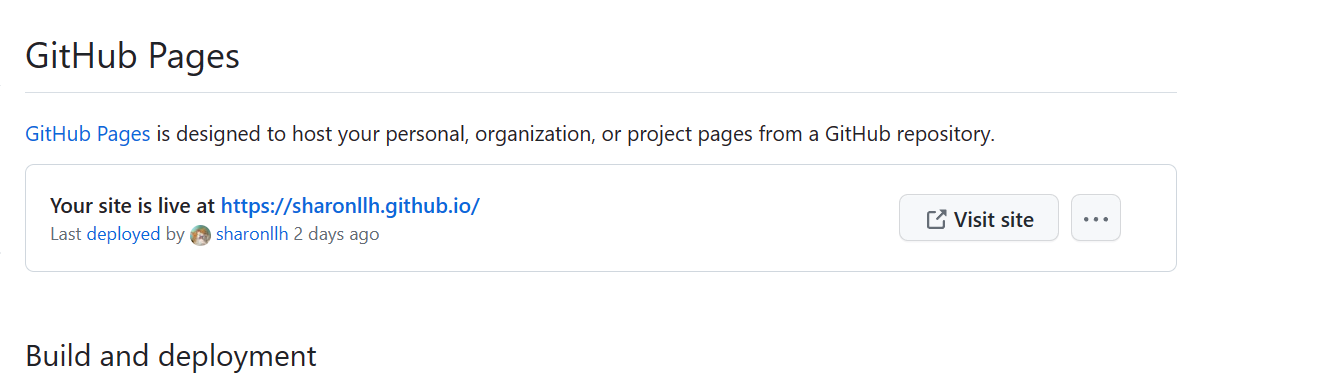 GitHub Pages
GitHub Pages is designed to host your personal, organization, or project pages from a GitHub repository.
Your site is live at https://sharonllh.github.io/
Last deployed by sharonllh 2 days ago
Visit site
Build and deployment